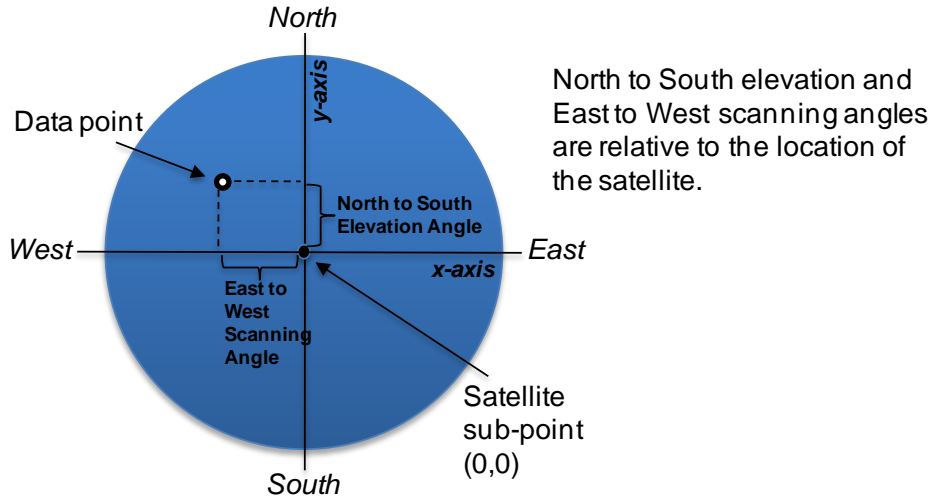 North
y-axis
North to South elevation and
East to West scanning angles
are relative to the location of
the satellite.
Data point
North to South
Elevation Angle
West
East
x-axis
East to
West
Scanning
Angle
Satellite
sub-point
(0,0)
South